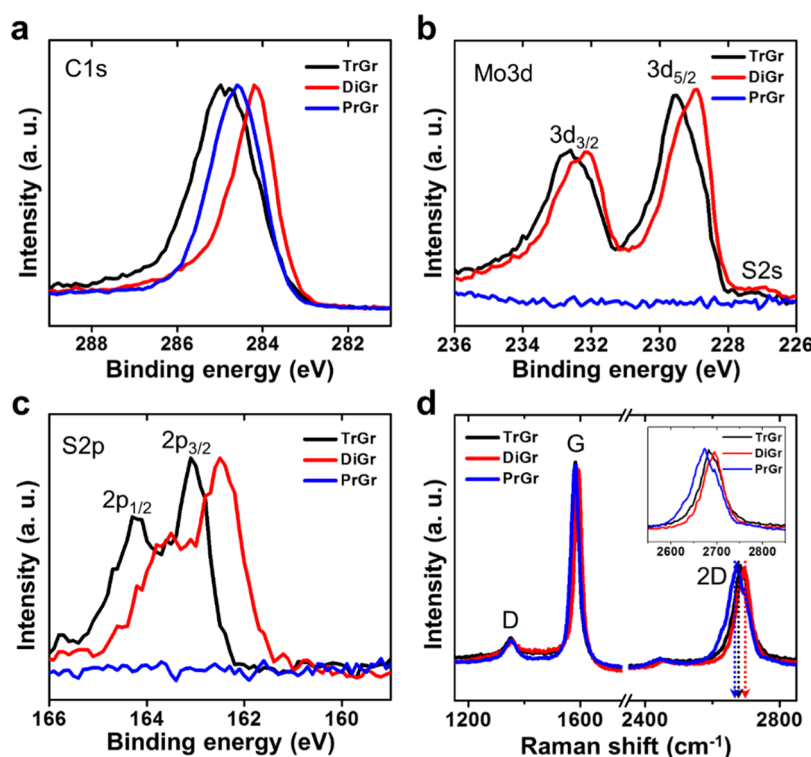 a
C1s
TrGr
DiGr
PrGr
Intensity (a. u.)
288 286 284 282
Binding energy (eV)
b
Mo3d
3d5/2
TrGr
DiGr
PrGr
3d3/2
S2s
Intensity (a. u.)
236 234 232 230 228 226
Binding energy (eV)
c
S2p
2p3/2
TrGr
DiGr
PrGr
2p1/2
Intensity (a. u.)
166 164 162 160
Binding energy (eV)
d
TrGr
DiGr
PrGr
G
TrGr
DiGr
PrGr
2600 2700 2800
2D
D
Intensity (a. u.)
1200 1600 2400 2800
Raman shift (cm-1)